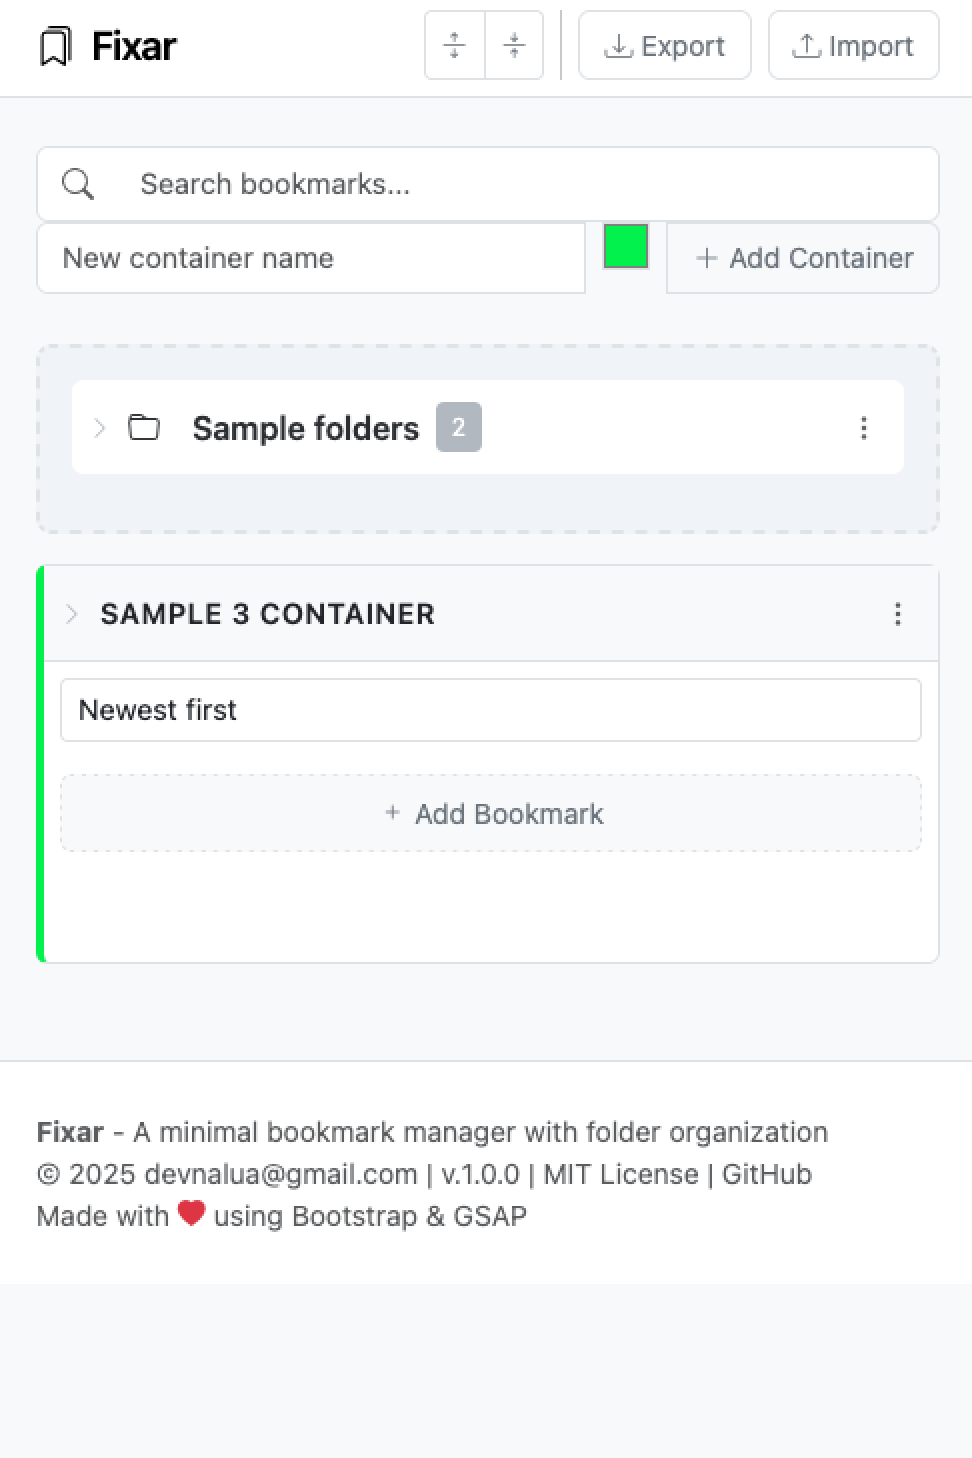 Fixar
Export
Import
Search bookmarks...
New container name
+ Add Container
Sample folders 2
SAMPLE 3 CONTAINER
Newest first
+ Add Bookmark
Fixar - A minimal bookmark manager with folder organization
© 2025 devnalua@gmail.com | v.1.0.0 | MIT License | GitHub
Made with ❤ using Bootstrap & GSAP